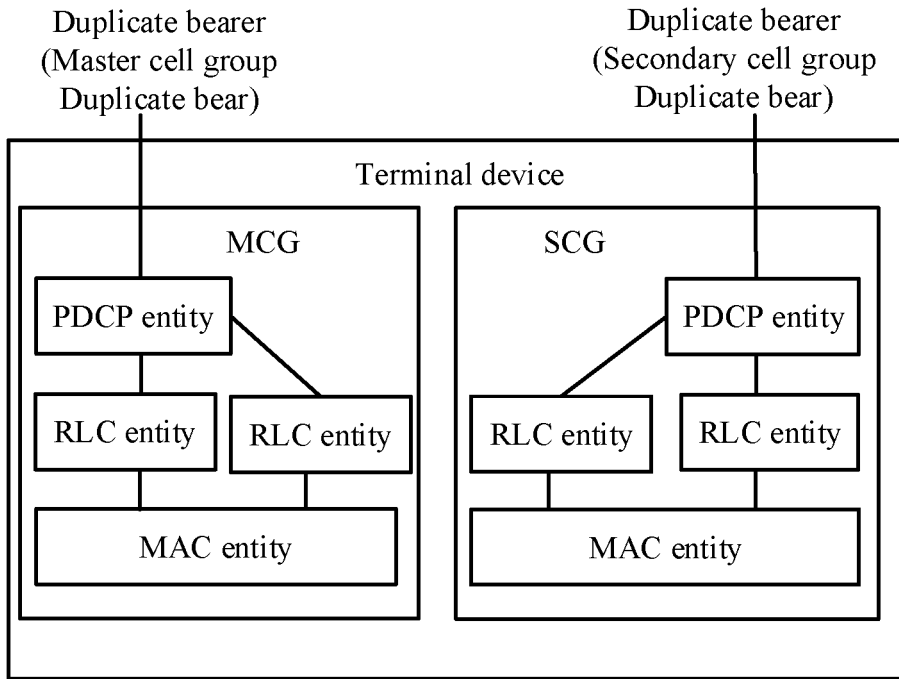 Duplicate bearer
(Master cell group
Duplicate bear)
Duplicate bearer
(Secondary cell group
Duplicate bear)
Terminal device
MCG
SCG
PDCP entity
PDCP entity
RLC entity
RLC entity
RLC entity
RLC entity
MAC entity
MAC entity